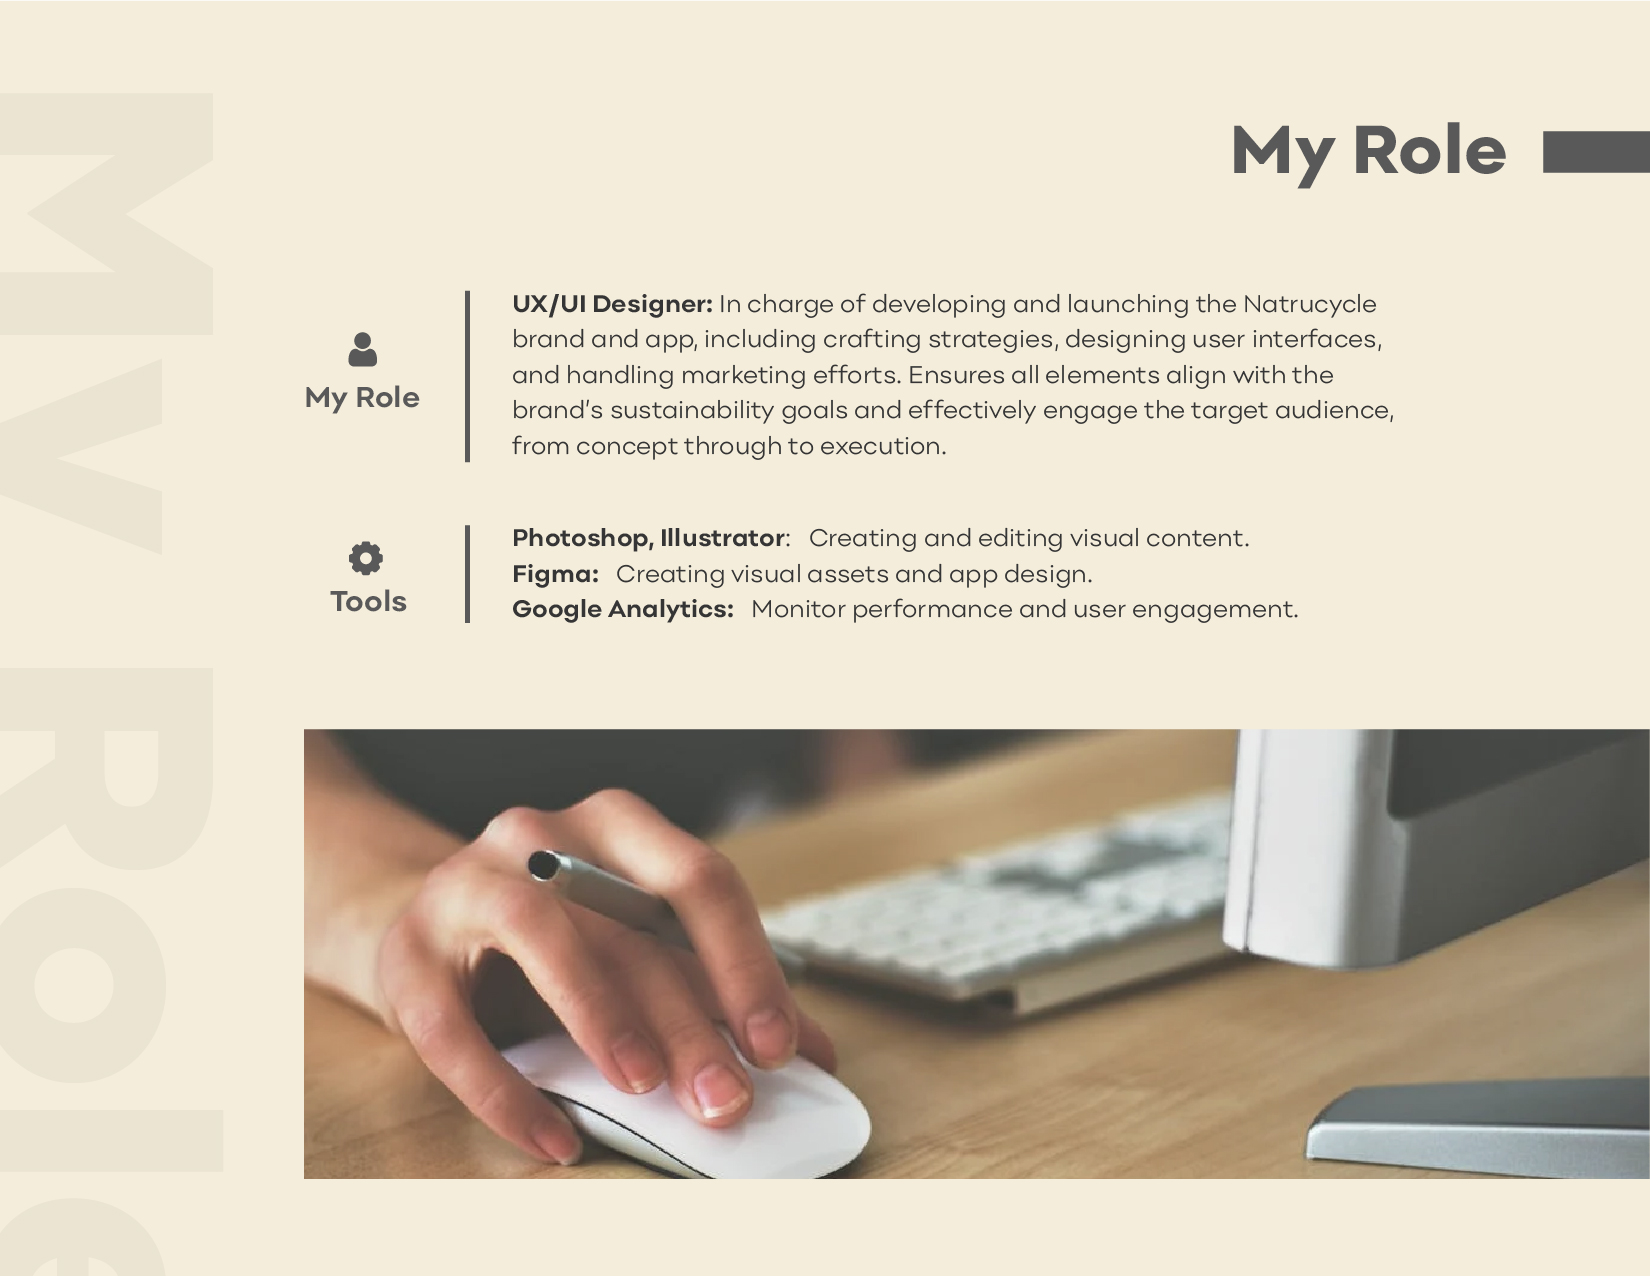 My Role
My Role
My Role
UX/UI Designer: In charge of developing and launching the Natrucycle
brand and app, including crafting strategies, designing user interfaces,
and handling marketing efforts. Ensures all elements align with the
brand's sustainability goals and effectively engage the target audience,
from concept through to execution.
Tools
Photoshop, Illustrator: Creating and editing visual content.
Figma: Creating visual assets and app design.
Google Analytics: Monitor performance and user engagement.